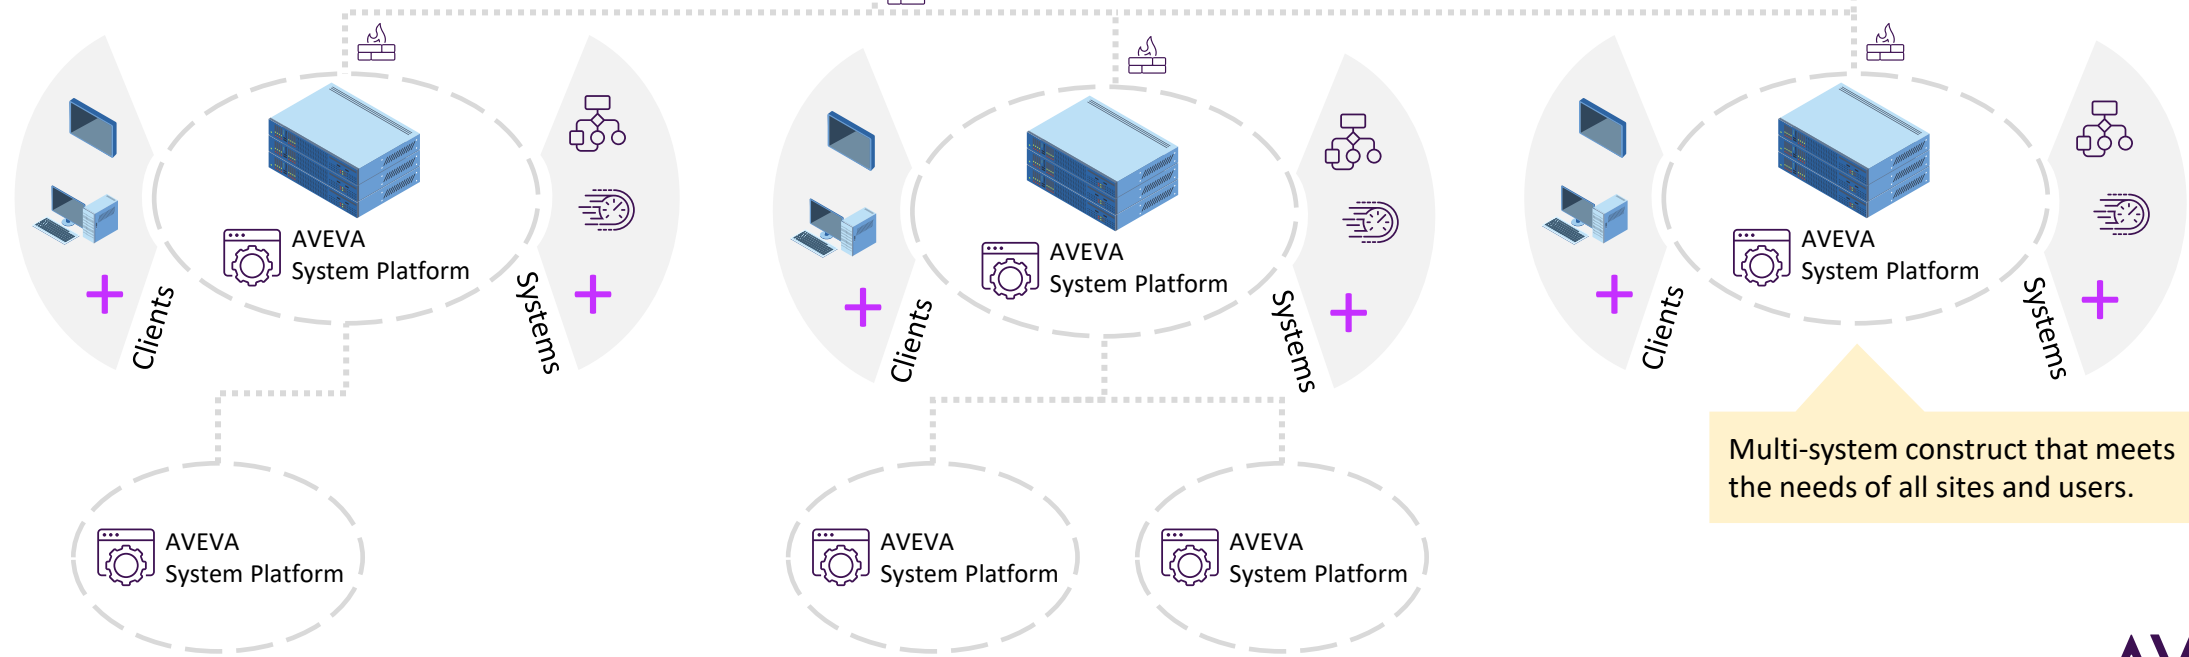 AVEVA
System Platform
Clients
Systems
AVEVA
System Platform
Clients
Systems
AVEVA
System Platform
Clients
Systems
Multi-system construct that meets
the needs of all sites and users.
AVEVA
System Platform
AVEVA
System Platform
AVEVA
System Platform